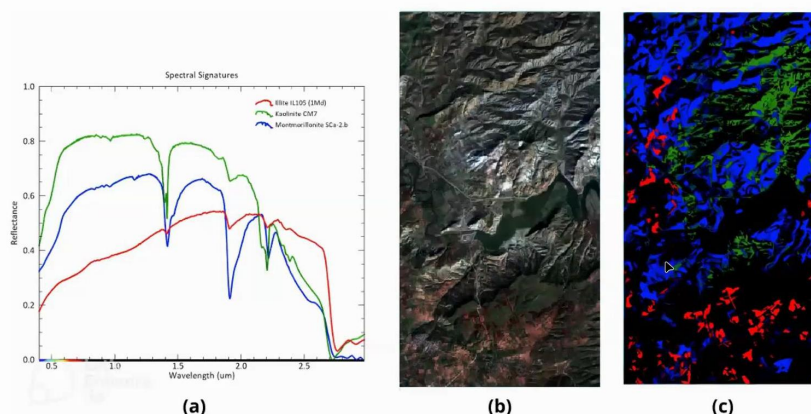 Spectral Signatures
Illite IL105 (1Md)
Kaolinite CM7
Montmorillonite SCa-2.b
1.0
0.8
0.6
0.4
0.2
0.0
Reflectance
0.5
1.0
1.5
2.0
2.5
Wavelength (um)
(a)
(b)
(c)